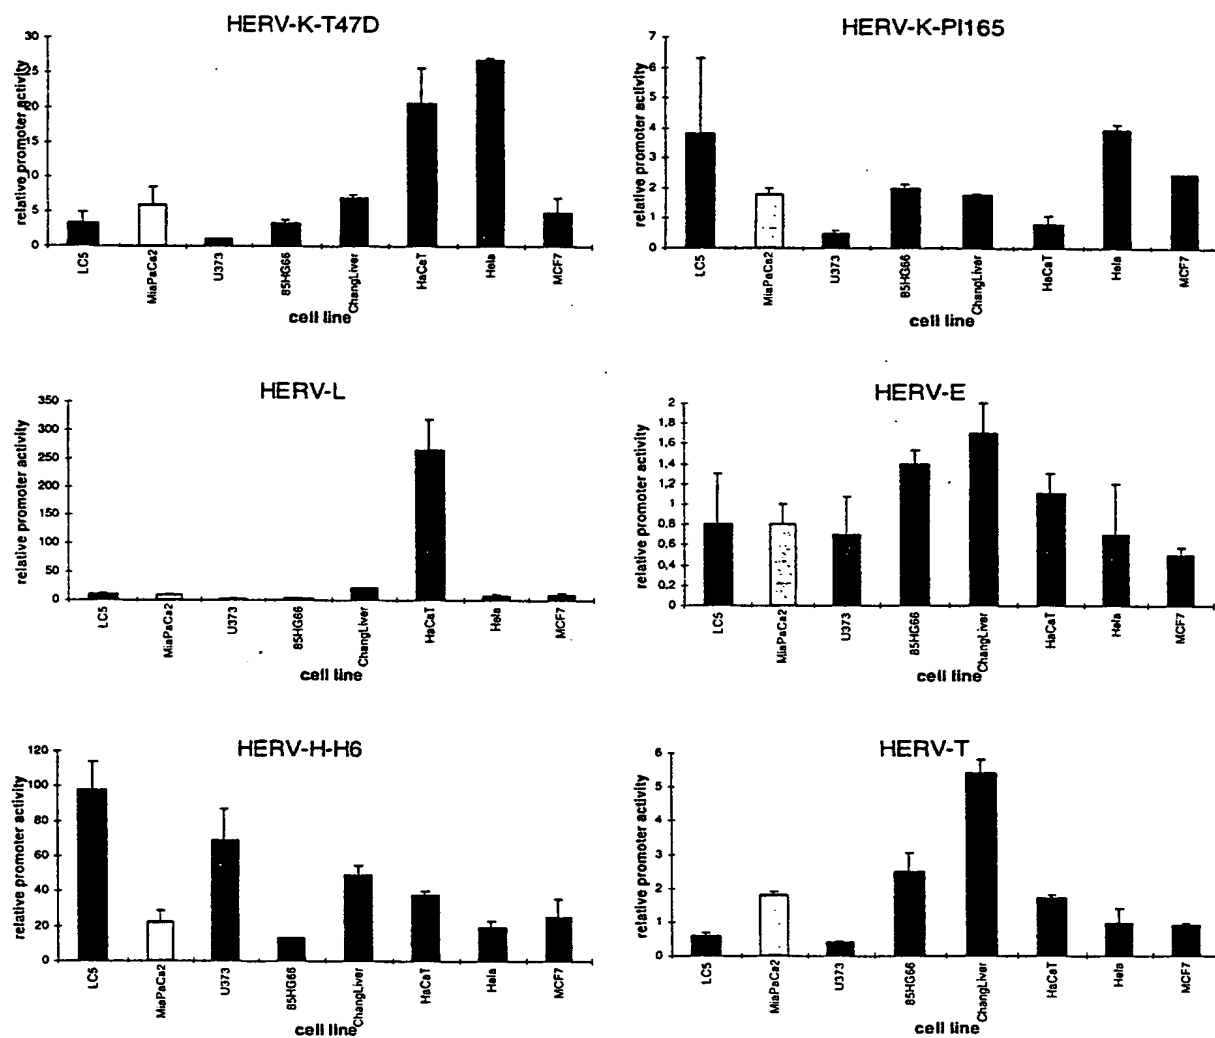 HERV-K-T47D
relative promoter activity
30
25
20
15
10
5
0
LC5
MiaPaCa2
U373
85HG66
ChangLiver
HaCaT
Hela
MCF7
cell line
HERV-K-PI165
relative promoter activity
7
6
5
4
3
2
1
0
LC5
MiaPaCa2
U373
85HG66
ChangLiver
HaCaT
Hela
MCF7
cell line
HERV-L
relative promoter activity
350
300
250
200
150
100
50
0
LC5
MiaPaCa2
U373
85HG66
ChangLiver
HaCaT
Hela
MCF7
cell line
HERV-E
relative promoter activity
2
1,8
1,6
1,4
1,2
1
0,8
0,6
0,4
0,2
0
LC5
MiaPaCa2
U373
85HG66
ChangLiver
HaCaT
Hela
MCF7
cell line
HERV-H-H6
relative promoter activity
120
100
80
60
40
20
0
LC5
MiaPaCa2
U373
85HG66
ChangLiver
HaCaT
Hela
MCF7
cell line
HERV-T
relative promoter activity
6
5
4
3
2
1
0
LC5
MiaPaCa2
U373
85HG66
ChangLiver
HaCaT
Hela
MCF7
cell line